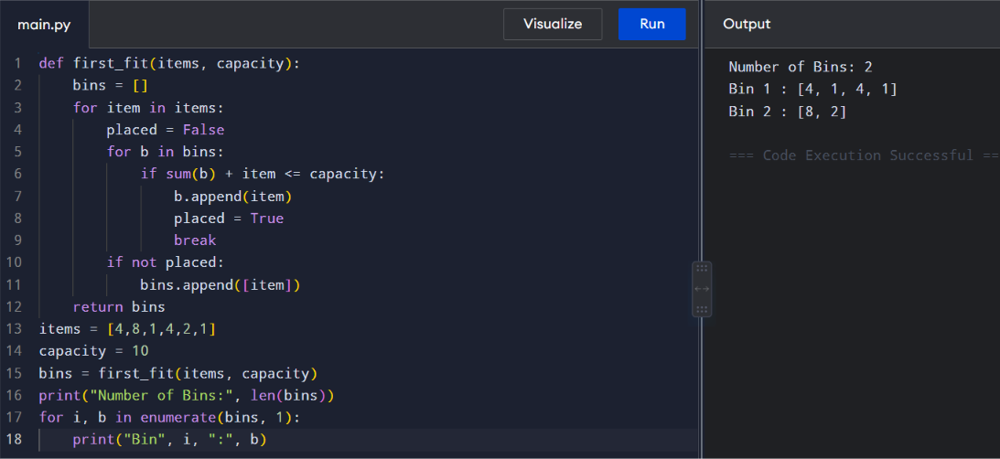 main.py
Visualize
Run
Output
1 def first_fit(items, capacity):
2     bins = []
3     for item in items:
4         placed = False
5         for b in bins:
6             if sum(b) + item <= capacity:
7                 b.append(item)
8                 placed = True
9                 break
10         if not placed:
11             bins.append([item])
12     return bins
13 items = [4,8,1,4,2,1]
14 capacity = 10
15 bins = first_fit(items, capacity)
16 print("Number of Bins:", len(bins))
17 for i, b in enumerate(bins, 1):
18     print("Bin", i, ":", b)
Number of Bins: 2
Bin 1 : [4, 1, 4, 1]
Bin 2 : [8, 2]
=== Code Execution Successful ==